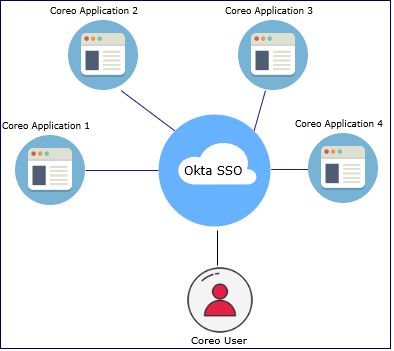 Coreo Application 2
Coreo Application 3
Coreo Application 1
Coreo Application 4
Okta SSO
Coreo User